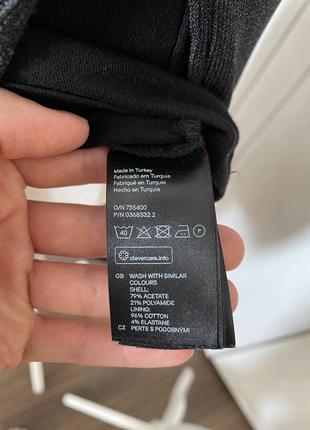 Made in Turkey
Fabricado em Turquia
Fabriqué en Turquie
Hecho en Turquía
O/N 735400
P/N 0368332 2
40 P
clevercare.info
GB WASH WITH SIMILAR
COLOURS
SHELL:
79% ACETATE
21% POLYAMIDE
LINING:
96% COTTON
4% ELASTANE
CZ PERTE S PODOBNÝMI